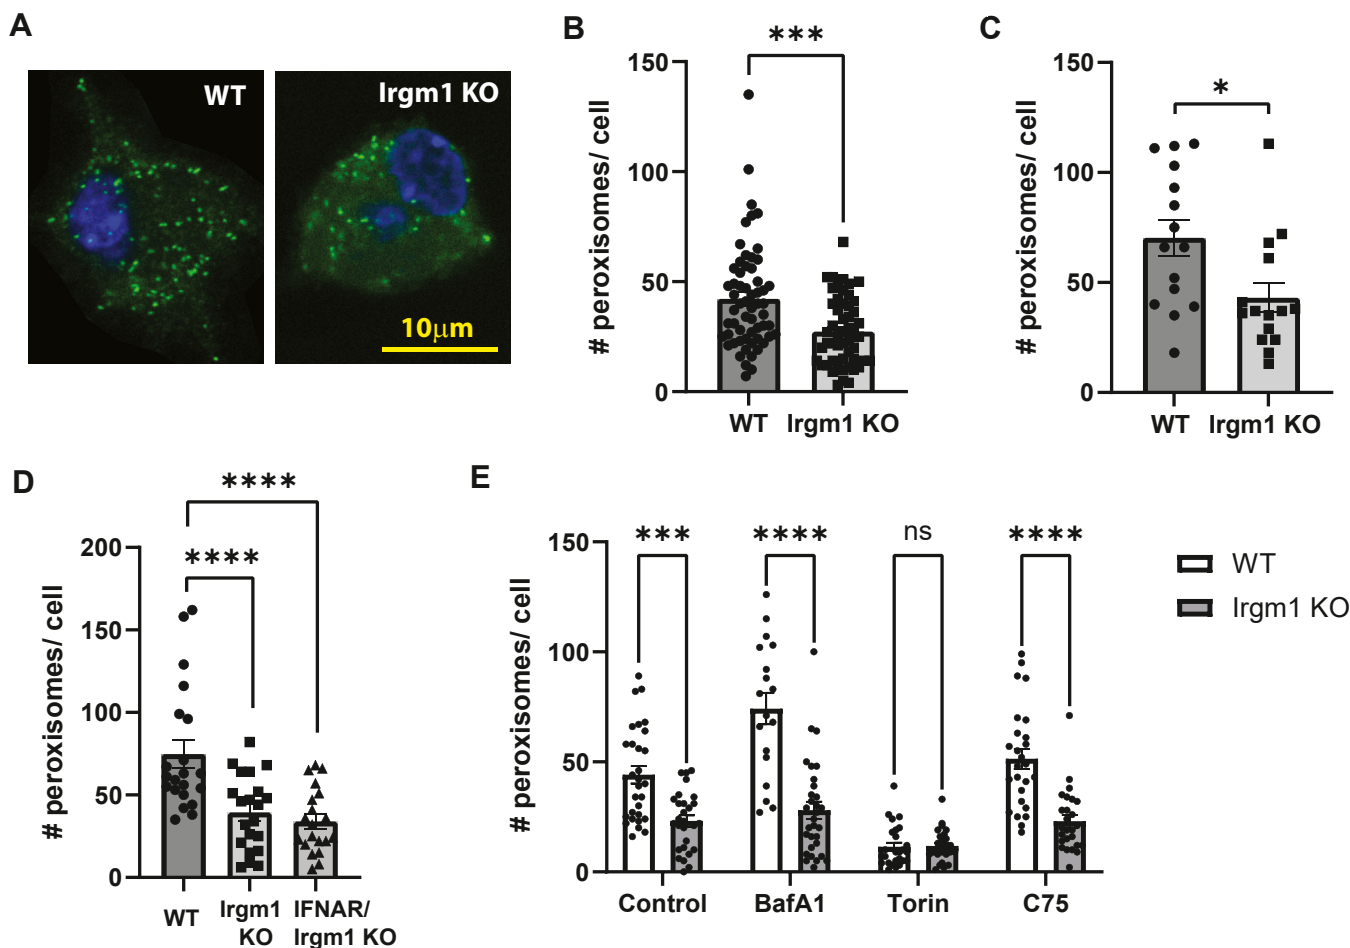 A
WT
Irgm1 KO
10μm
B
***
# peroxisomes/ cell
150
100
50
0
WT
Irgm1 KO
C
*
# peroxisomes/ cell
150
100
50
0
WT
Irgm1 KO
D
****
****
# peroxisomes/ cell
200
150
100
50
0
WT
Irgm1
KO
IFNAR/
Irgm1 KO
E
***
****
ns
****
# peroxisomes/ cell
150
100
50
0
Control
BafA1
Torin
C75
WT
Irgm1 KO